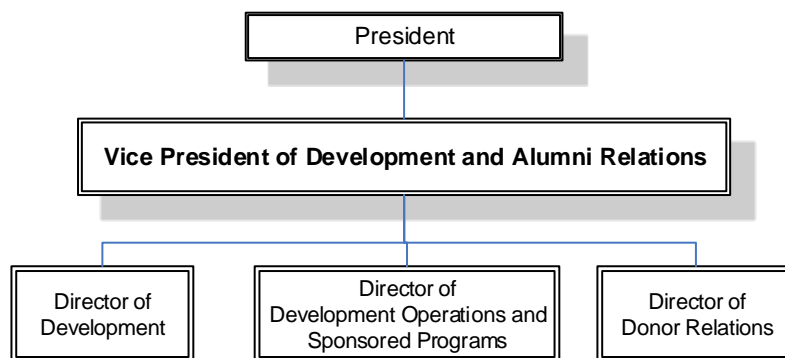 President
Vice President of Development and Alumni Relations
Director of
Development
Director of
Development Operations and
Sponsored Programs
Director of
Donor Relations